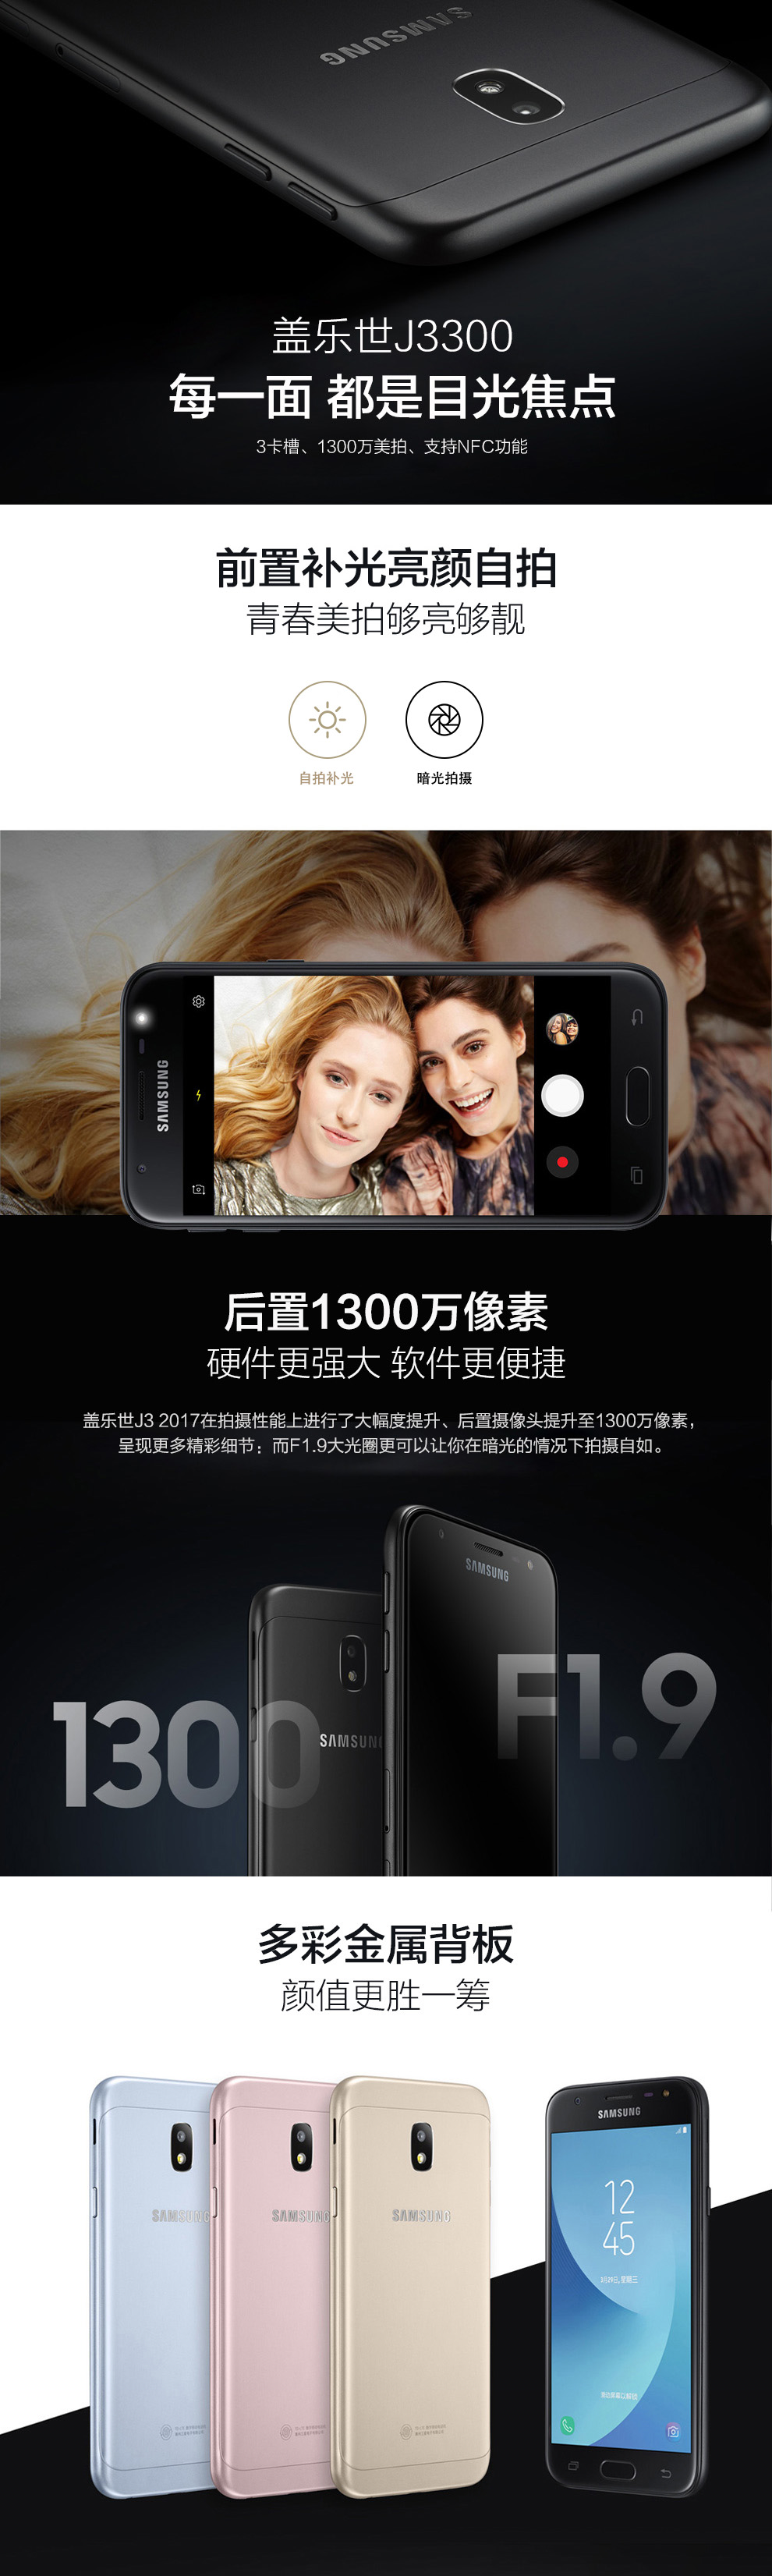 SAMSUNG
盖乐世J3300
每一面 都是目光焦点
3卡槽、1300万美拍、支持NFC功能
前置补光亮颜自拍
青春美拍够亮够靓
自拍补光
暗光拍摄
SAMSUNG
后置1300万像素
硬件更强大 软件更便捷
盖乐世J3 2017在拍摄性能上进行了大幅度提升、后置摄像头提升至1300万像素，
呈现更多精彩细节；而F1.9大光圈更可以让你在暗光的情况下拍摄自如。
SAMSUNG
F1.9
1300
SAMSUN
多彩金属背板
颜值更胜一筹
SAMSUNG
SAMSUNG
SAMSUNG
SAMSUNG
12
45